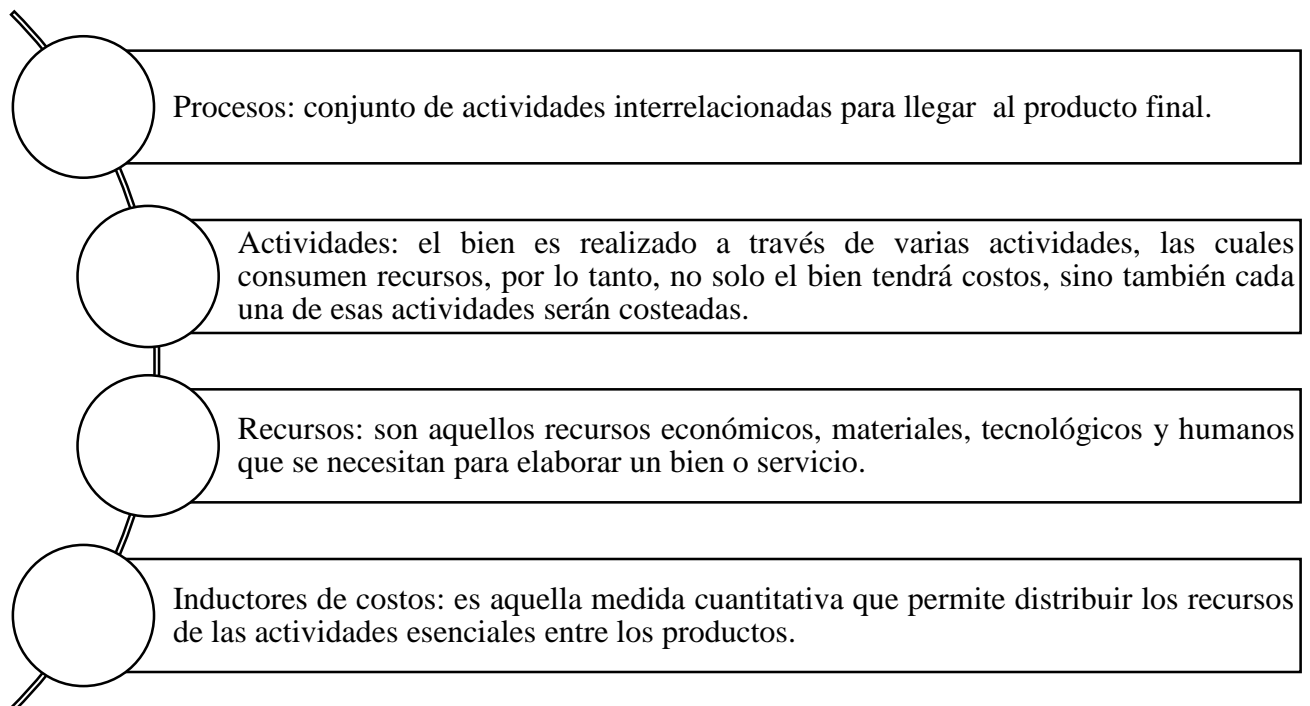 Procesos: conjunto de actividades interrelacionadas para llegar al producto final.
Actividades: el bien es realizado a través de varias actividades, las cuales
consumen recursos, por lo tanto, no solo el bien tendrá costos, sino también cada
una de esas actividades serán costeadas.
Recursos: son aquellos recursos económicos, materiales, tecnológicos y humanos
que se necesitan para elaborar un bien o servicio.
Inductores de costos: es aquella medida cuantitativa que permite distribuir los recursos
de las actividades esenciales entre los productos.